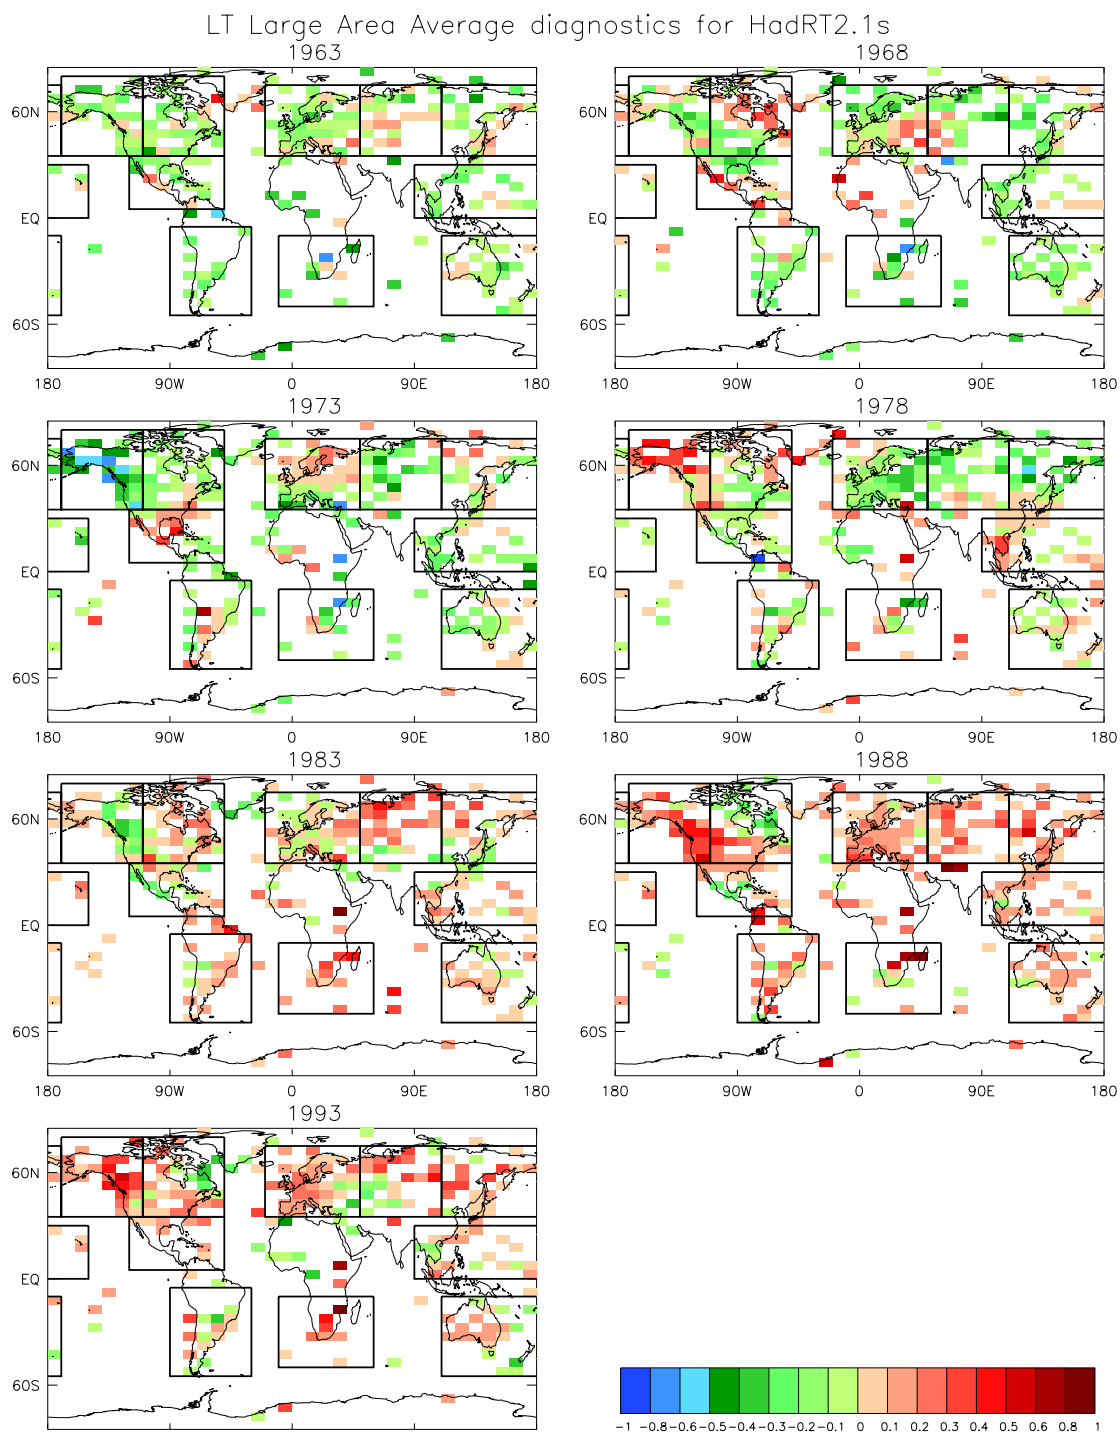 LT Large Area Average diagnostics for HadRT2.1s
1963
1968
60N
EQ
60S
180 90W 0 90E 180
180 90W 0 90E 180
1973
1978
60N
EQ
60S
60N
EQ
60S
180 90W 0 90E 180
180 90W 0 90E 180
1983
1988
60N
EQ
60S
60N
EQ
60S
180 90W 0 90E 180
180 90W 0 90E 180
1993
60N
EQ
60S
-1 -0.8 -0.6 -0.5 -0.4 -0.3 -0.2 -0.1 0 0.1 0.2 0.3 0.4 0.5 0.6 0.8 1